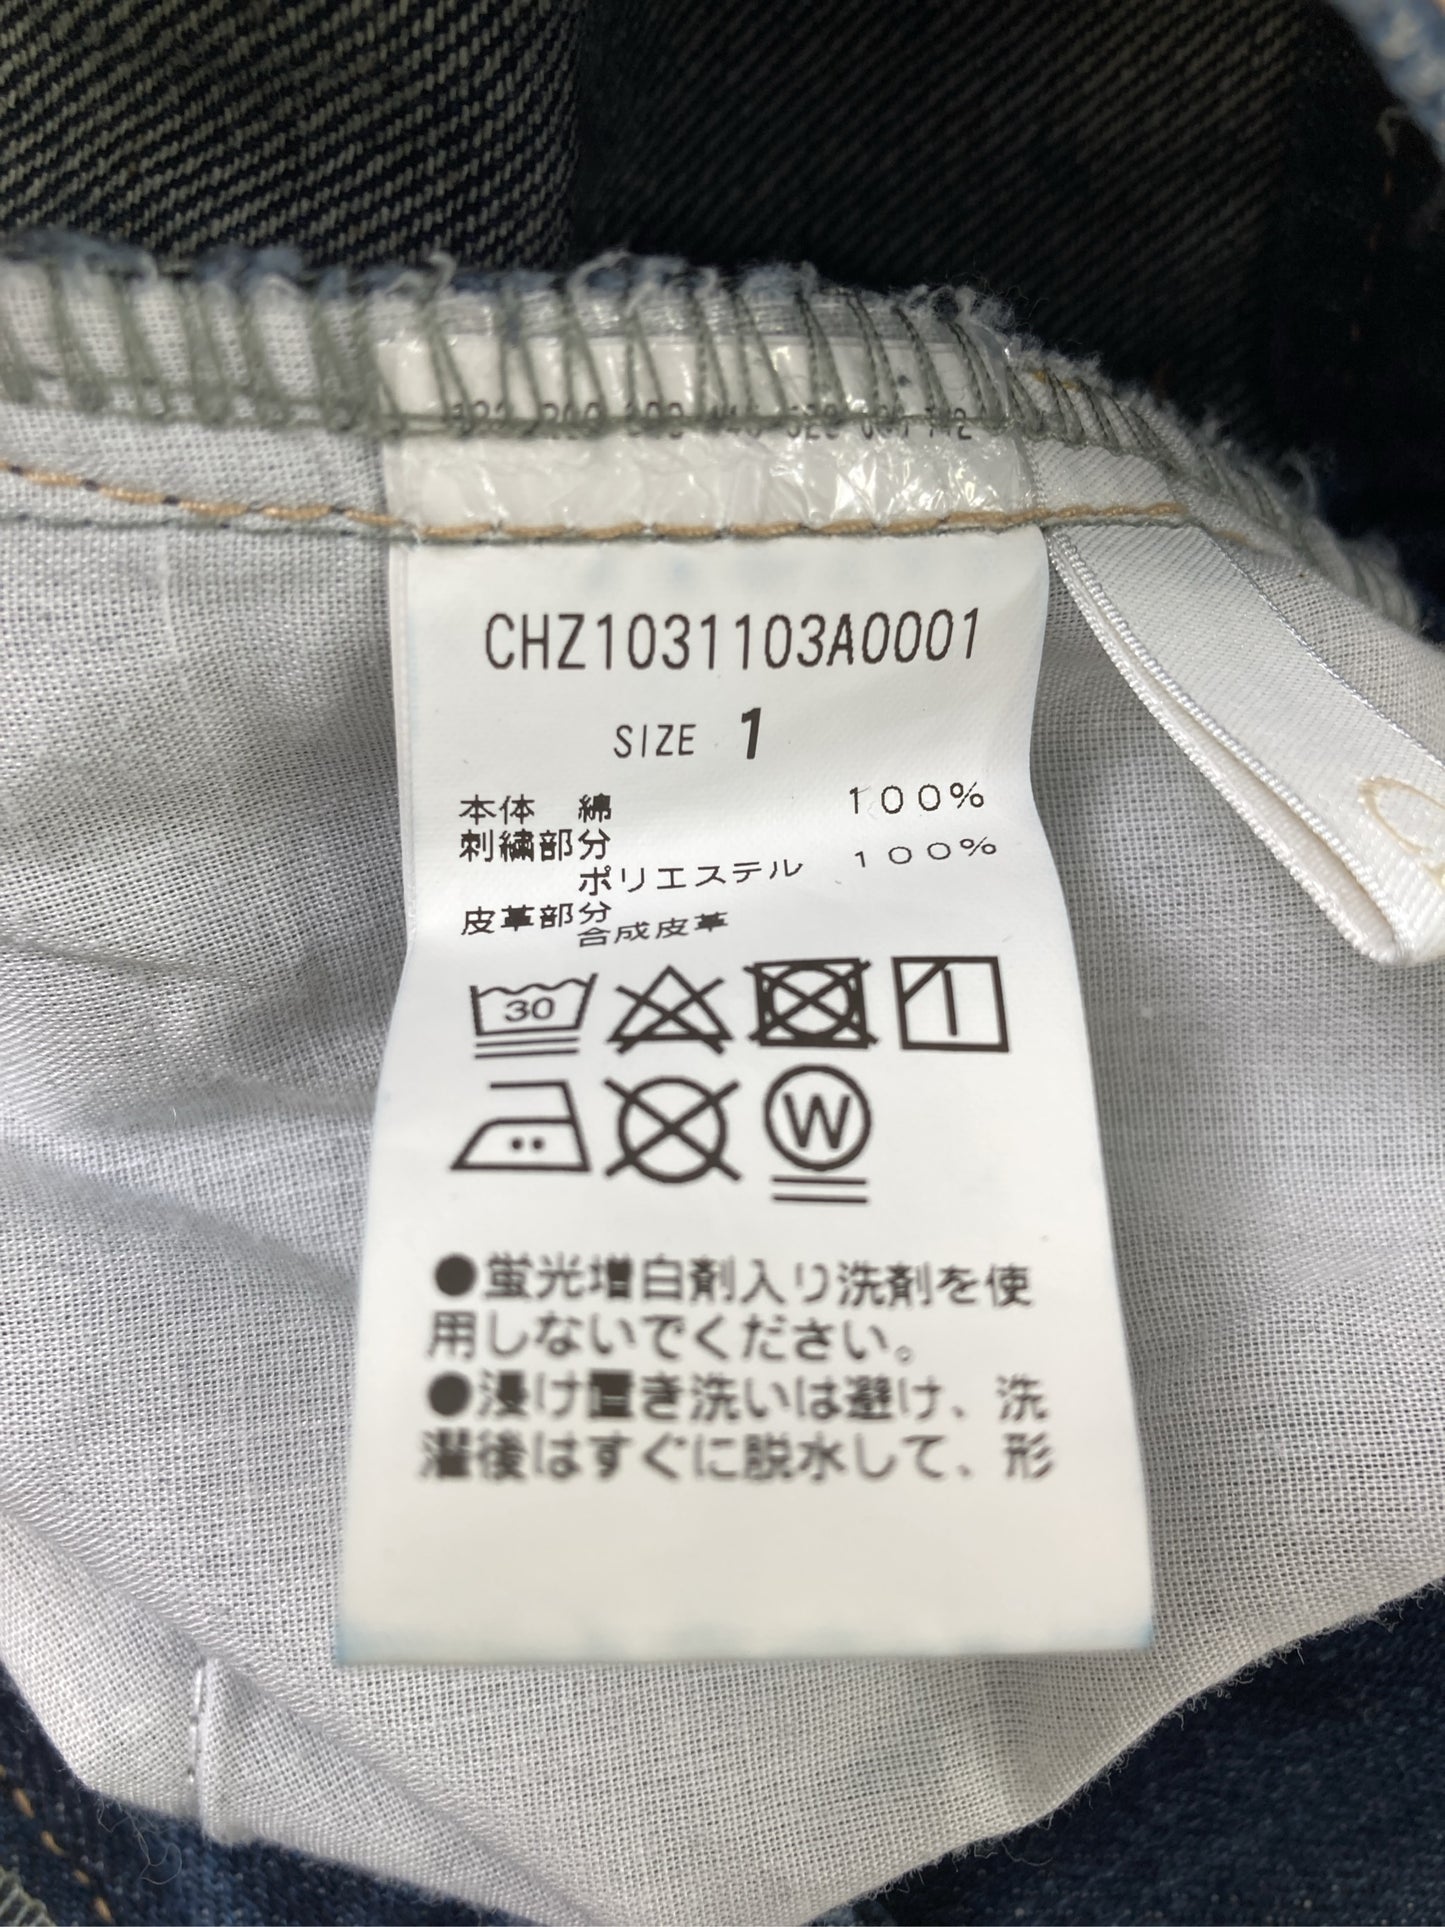 CHZ1031103A0001
SIZE 1
本体 綿 100%
刺繍部分
ポリエステル 100%
皮革部分
合成皮革
30
W
●蛍光増白剤入り洗剤を使
用しないでください。
●浸け置き洗いは避け、洗
濯後はすぐに脱水して、形